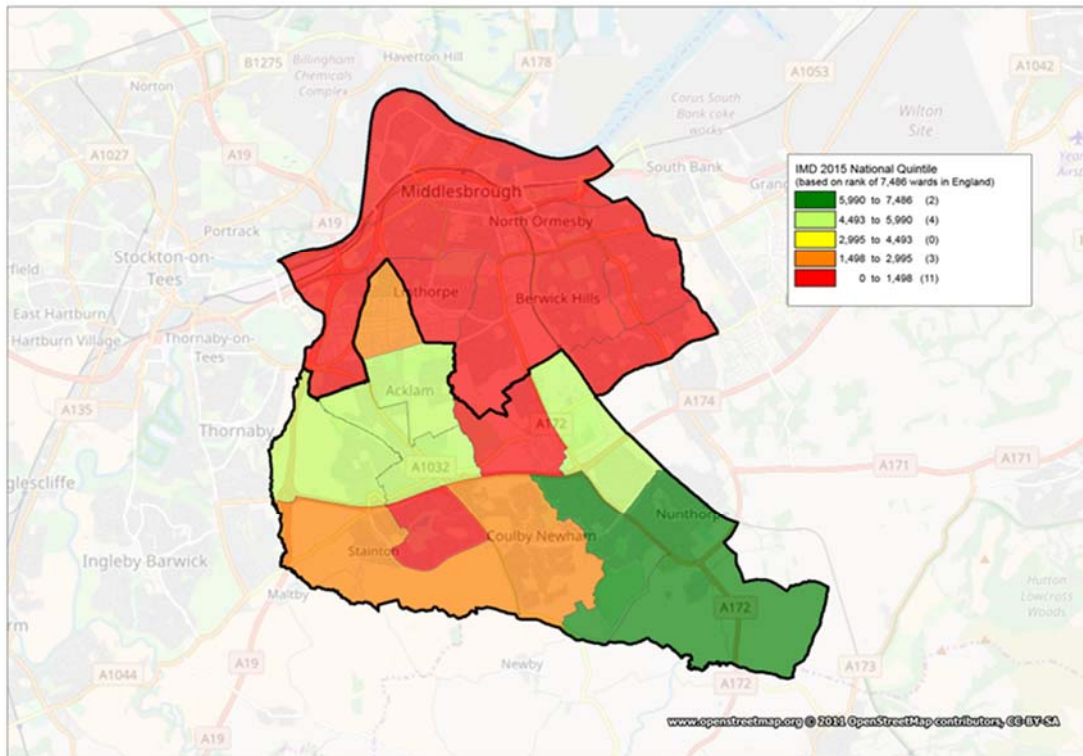 Haverton Hill
B1275
Billingham
Chemicals
Complex
A178
A1053
A1042
Norton
Corus South
Bank coke
works
Wilton
Site
A1027
A19
South Bank
Middlesbrough
North Ormesby
A19
Portrack
Stockton-on-
Tees
IMD 2015 National Quintile
(based on rank of 7,486 wards in England)
5,990 to 7,486 (2)
4,493 to 5,990 (4)
2,995 to 4,493 (0)
1,498 to 2,995 (3)
0 to 1,498 (11)
Linthorpe
Berwick Hills
East Hartburn
Hartburn Village
Thornaby-on-
Tees
Acklam
A135
Thornaby
A174
A172
A1032
A171
A171
Stainton
Coulby Newham
Nunthorp
Ingleby Barwick
Maltby
Hutton
Lowcross
Woods
A172
A19
A1044
Newby
A172
A173
A19
www.openstreetmap.org © 2011 OpenStreetMap contributors, CC-BY-SA